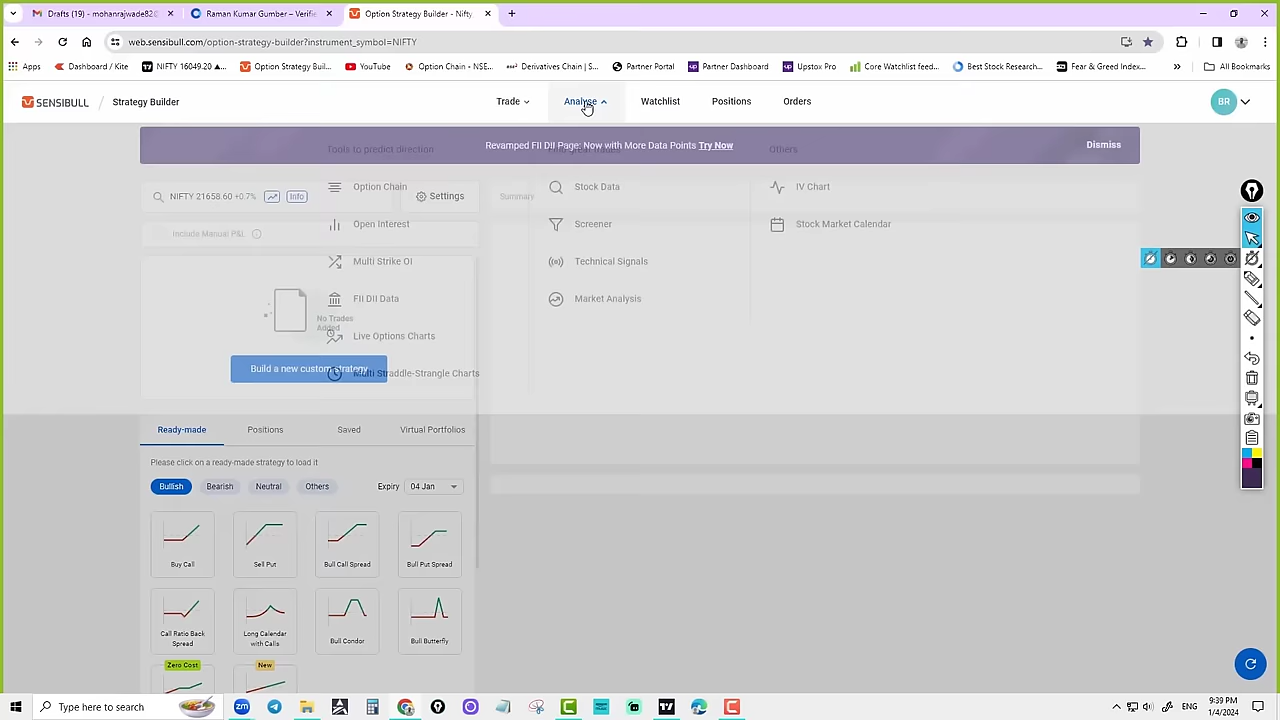 Drafts (19) - mohanrajwade82@
Raman Kumar Gumber – Verifie
Option Strategy Builder - Nifty
web.sensibull.com/option-strategy-builder?instrument_symbol=NIFTY
Apps
Dashboard / Kite
NIFTY 16049.20 ▲...
Option Strategy Buil...
YouTube
Option Chain - NSE...
Derivatives Chain | S...
Partner Portal
Partner Dashboard
Upstox Pro
Core Watchlist feed...
Best Stock Research...
Fear & Greed Index...
»
All Bookmarks
SENSIBULL / Strategy Builder
Trade
Analyse
Watchlist
Positions
Orders
BR
Revamped FII DII Page: Now with More Data Points Try Now
Dismiss
Tools to predict direction
Others
NIFTY 21658.60 +0.7%
Info
Settings
Summary
Include Manual P&L
Option Chain
Open Interest
Multi Strike OI
FII DII Data
Live Options Charts
Multi Straddle-Strangle Charts
Stock Data
Screener
Technical Signals
Market Analysis
IV Chart
Stock Market Calendar
No Trades
Added
Build a new custom strategy
Ready-made
Positions
Saved
Virtual Portfolios
Please click on a ready-made strategy to load it
Bullish
Bearish
Neutral
Others
Expiry
04 Jan
Buy Call
Sell Put
Bull Call Spread
Bull Put Spread
Call Ratio Back
Spread
Long Calendar
with Calls
Bull Condor
Bull Butterfly
Zero Cost
New
Type here to search
zm
ENG
9:39 PM
1/4/2024